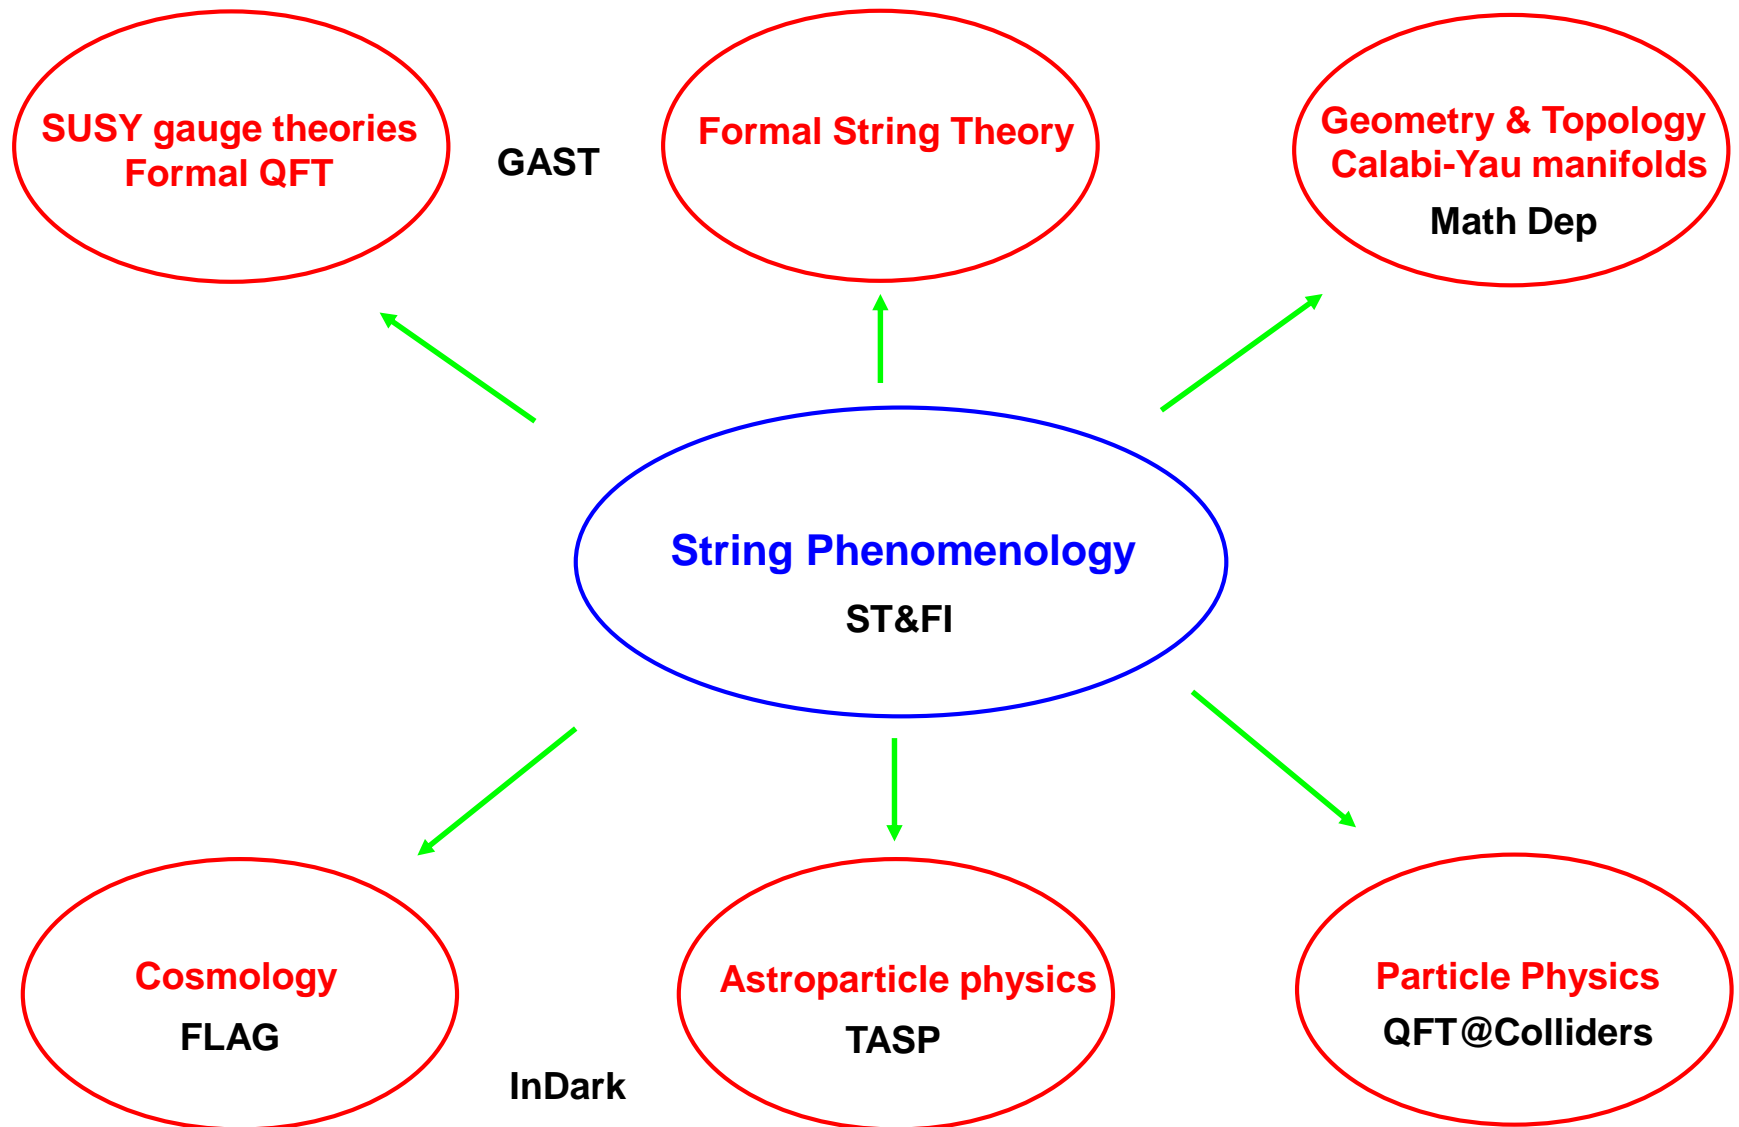 SUSY gauge theories
Formal QFT
GAST
Formal String Theory
Geometry & Topology
Calabi-Yau manifolds
Math Dep
String Phenomenology
ST&FI
Cosmology
FLAG
InDark
Astroparticle physics
TASP
Particle Physics
QFT@Colliders